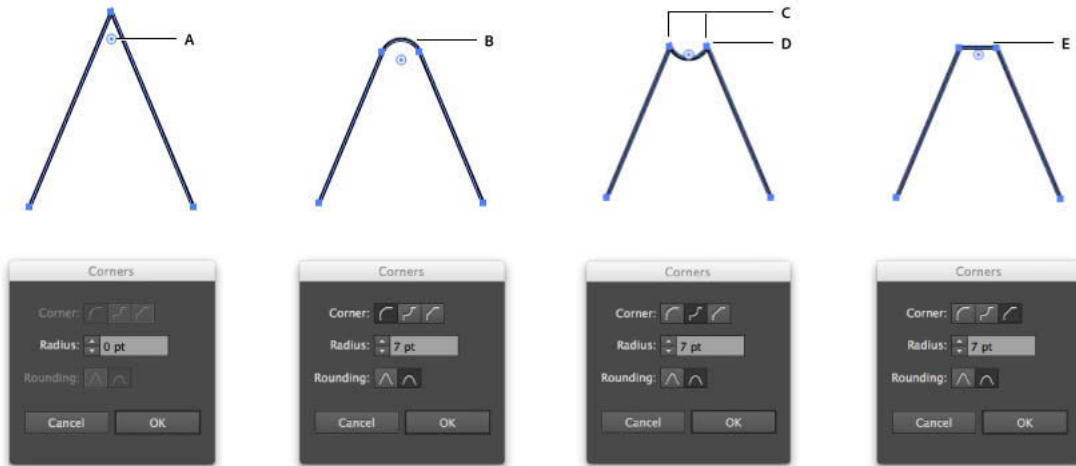 A
B
C
D
E
Corners
Corner:
Radius: 0 pt
Rounding:
Cancel OK
Corners
Corner:
Radius: 7 pt
Rounding:
Cancel OK
Corners
Corner:
Radius: 7 pt
Rounding:
Cancel OK
Corners
Corner:
Radius: 7 pt
Rounding:
Cancel OK